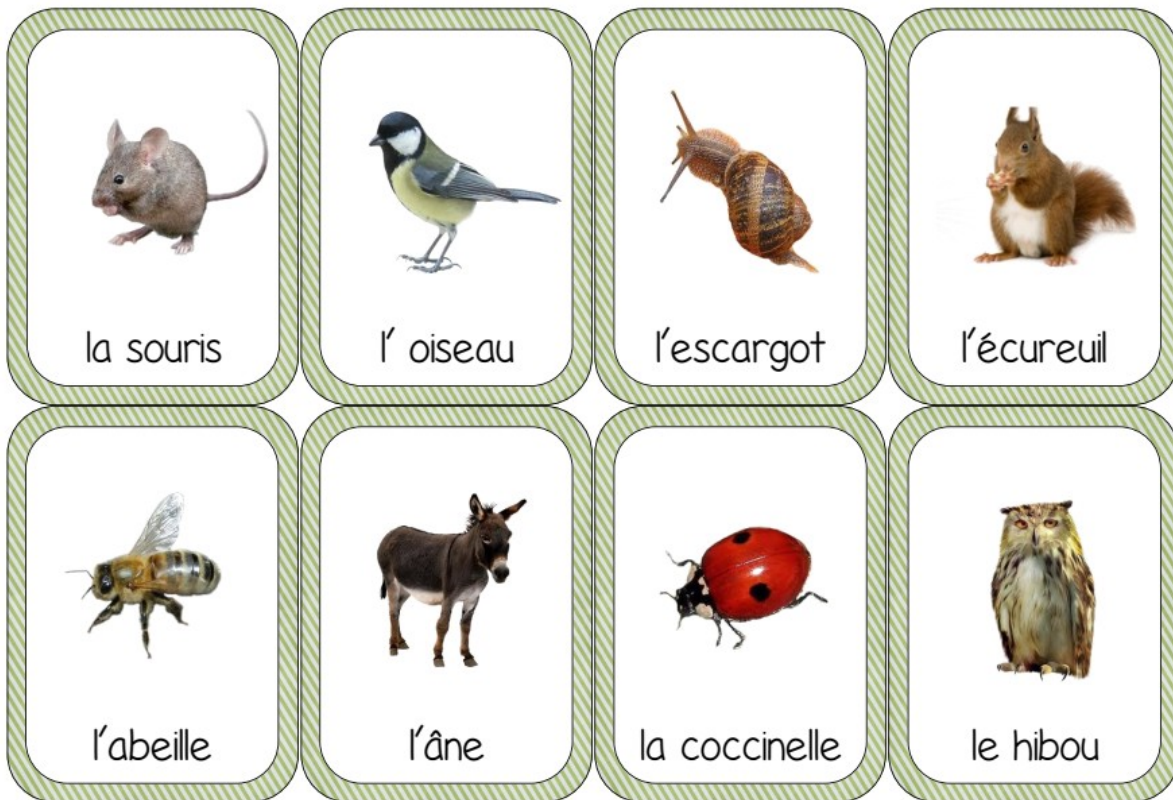 la souris
l' oiseau
l'escargot
l'écureuil
l'abeille
l'âne
la coccinelle
le hibou